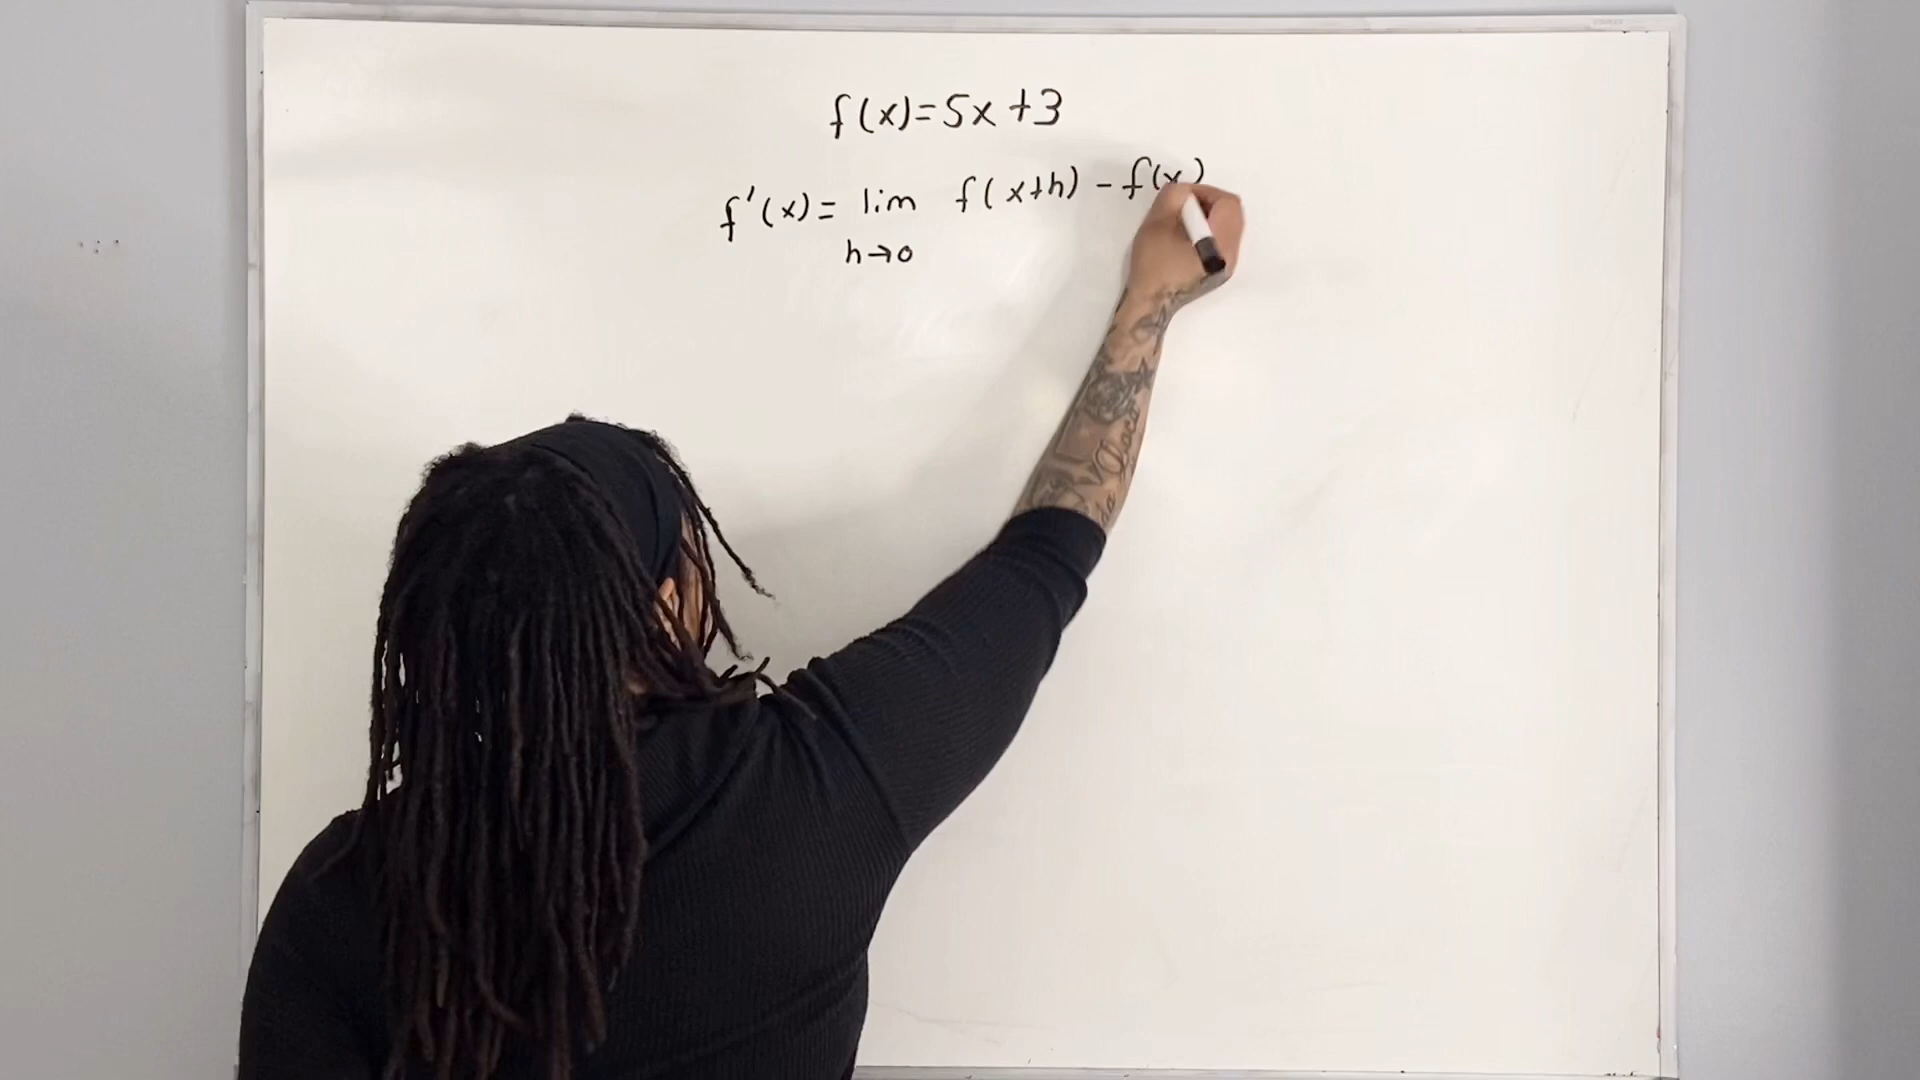 f(x)=5x+3
f'(x)= lim f(x+h) - f(x)
h→0